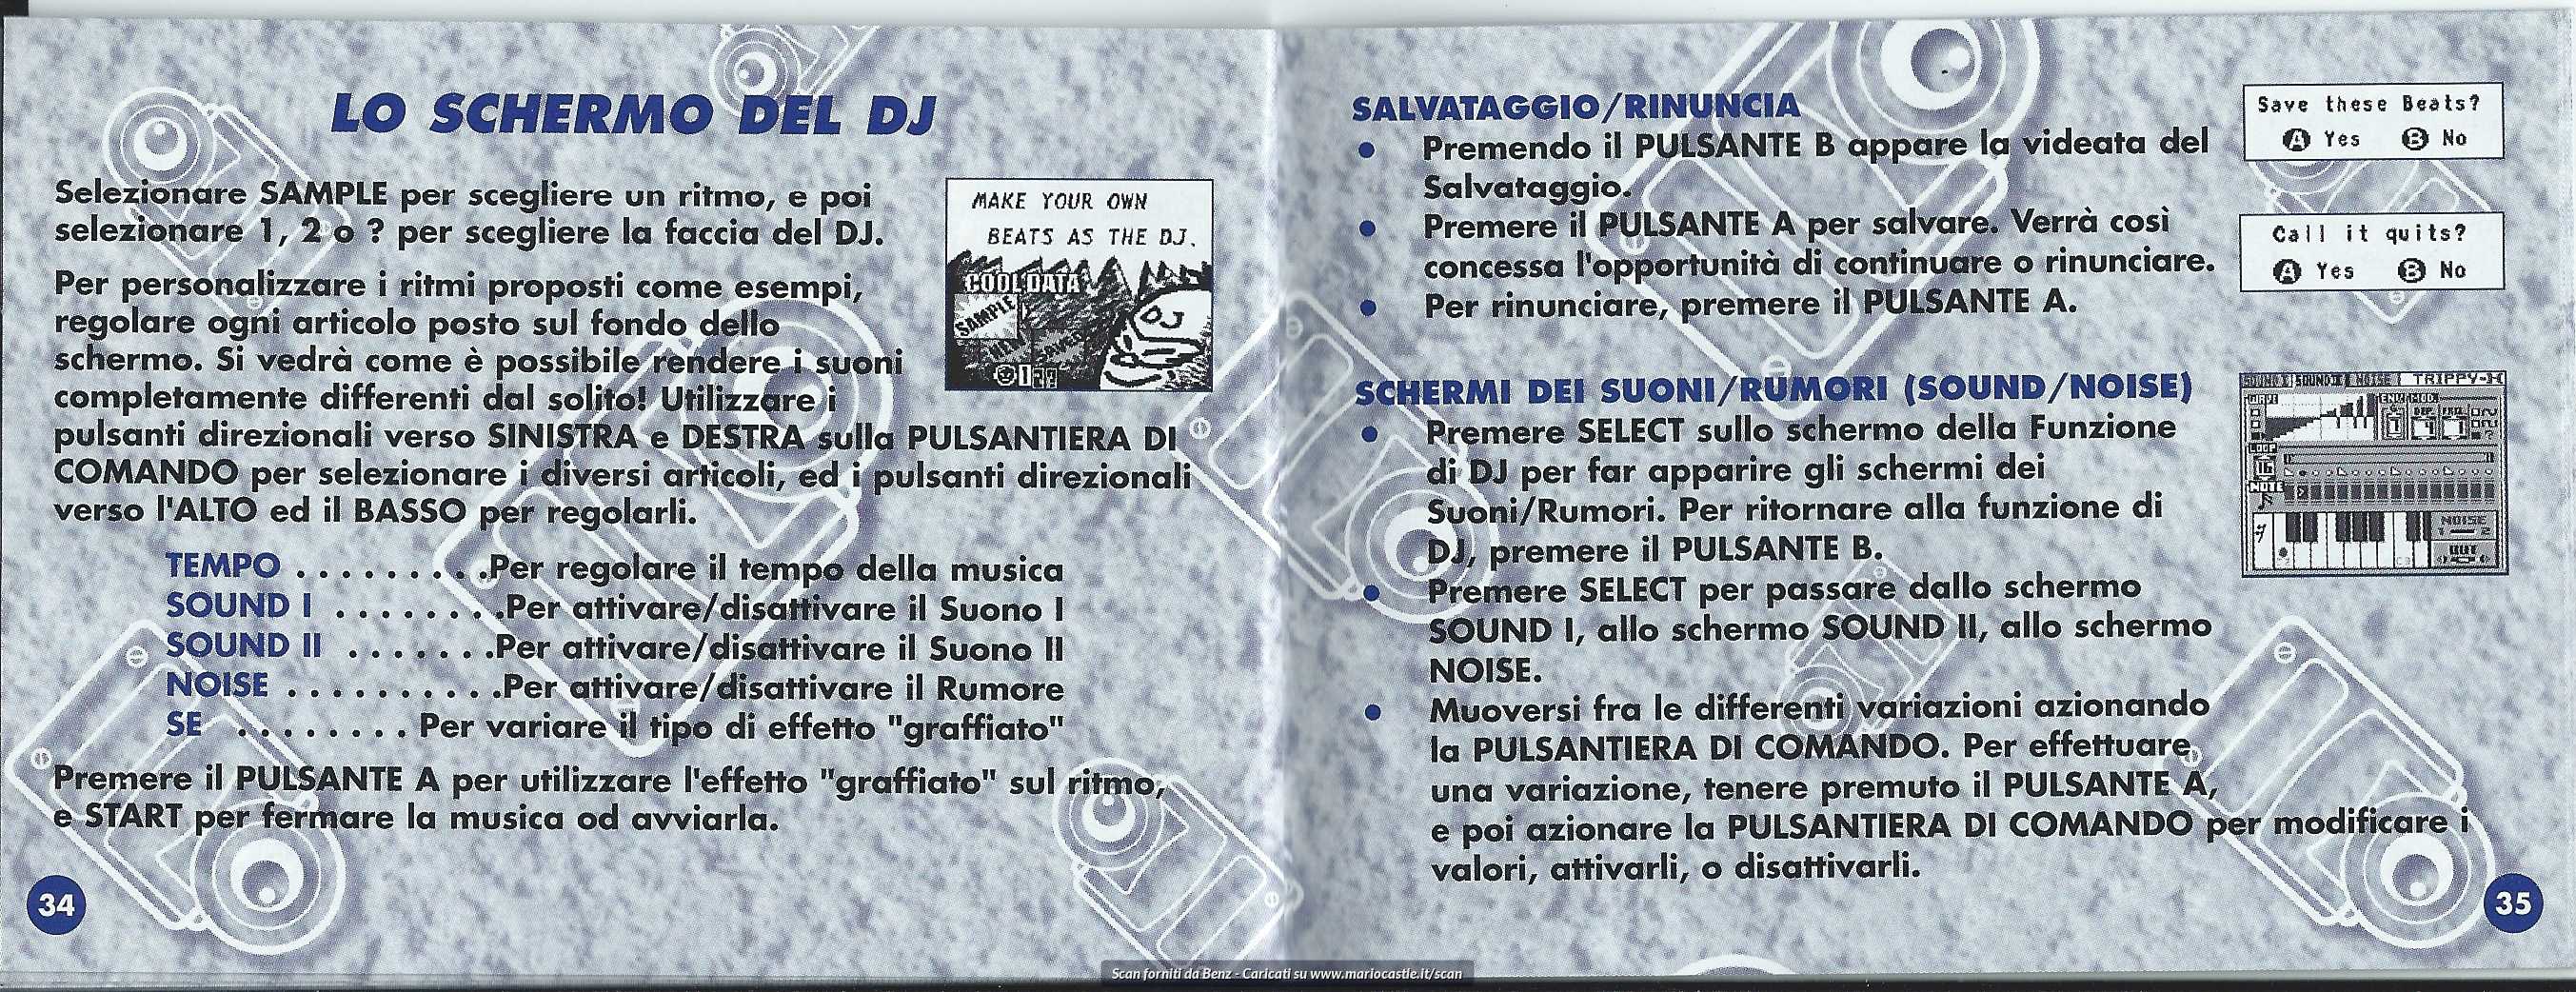 LO SCHERMO DEL DJ
Selezionare SAMPLE per scegliere un ritmo, e poi
selezionare 1, 2 o ? per scegliere la faccia del DJ.
Per personalizzare i ritmi proposti come esempi,
regolare ogni articolo posto sul fondo dello
schermo. Si vedrà come è possibile rendere i suoni
completamente differenti dal solito! Utilizzare i
pulsanti direzionali verso SINISTRA e DESTRA sulla PULSANTIERA DI
COMANDO per selezionare i diversi articoli, ed i pulsanti direzionali
verso l'ALTO ed il BASSO per regolarli.
MAKE YOUR OWN
BEATS AS THE DJ.
COOL DATA
SAMPLE
DJ
TEMPO . . . . . . . . . .Per regolare il tempo della musica
SOUND I . . . . . . . .Per attivare/disattivare il Suono I
SOUND II . . . . . . .Per attivare/disattivare il Suono II
NOISE . . . . . . . . . .Per attivare/disattivare il Rumore
SE . . . . . . . . Per variare il tipo di effetto "graffiato"
Premere il PULSANTE A per utilizzare l'effetto "graffiato" sul ritmo,
e START per fermare la musica od avviarla.
34
SALVATAGGIO/RINUNCIA
● Premendo il PULSANTE B appare la videata del
Salvataggio.
● Premere il PULSANTE A per salvare. Verrà così
concessa l'opportunità di continuare o rinunciare.
● Per rinunciare, premere il PULSANTE A.
Save these Beats?
A Yes B No
Call it quits?
A Yes B No
SCHERMI DEI SUONI/RUMORI (SOUND/NOISE)
● Premere SELECT sullo schermo della Funzione
di DJ per far apparire gli schermi dei
Suoni/Rumori. Per ritornare alla funzione di
DJ, premere il PULSANTE B.
● Premere SELECT per passare dallo schermo
SOUND I, allo schermo SOUND II, allo schermo
NOISE.
● Muoversi fra le differenti variazioni azionando
la PULSANTIERA DI COMANDO. Per effettuare
una variazione, tenere premuto il PULSANTE A,
e poi azionare la PULSANTIERA DI COMANDO per modificare i
valori, attivarli, o disattivarli.
SOUND I SOUND II NOISE TRIPPY-H
WAVE
LOOP
16
NOTE
NOISE
1 2
35
Scan forniti da Benz - Caricati su www.mariocastle.it/scan